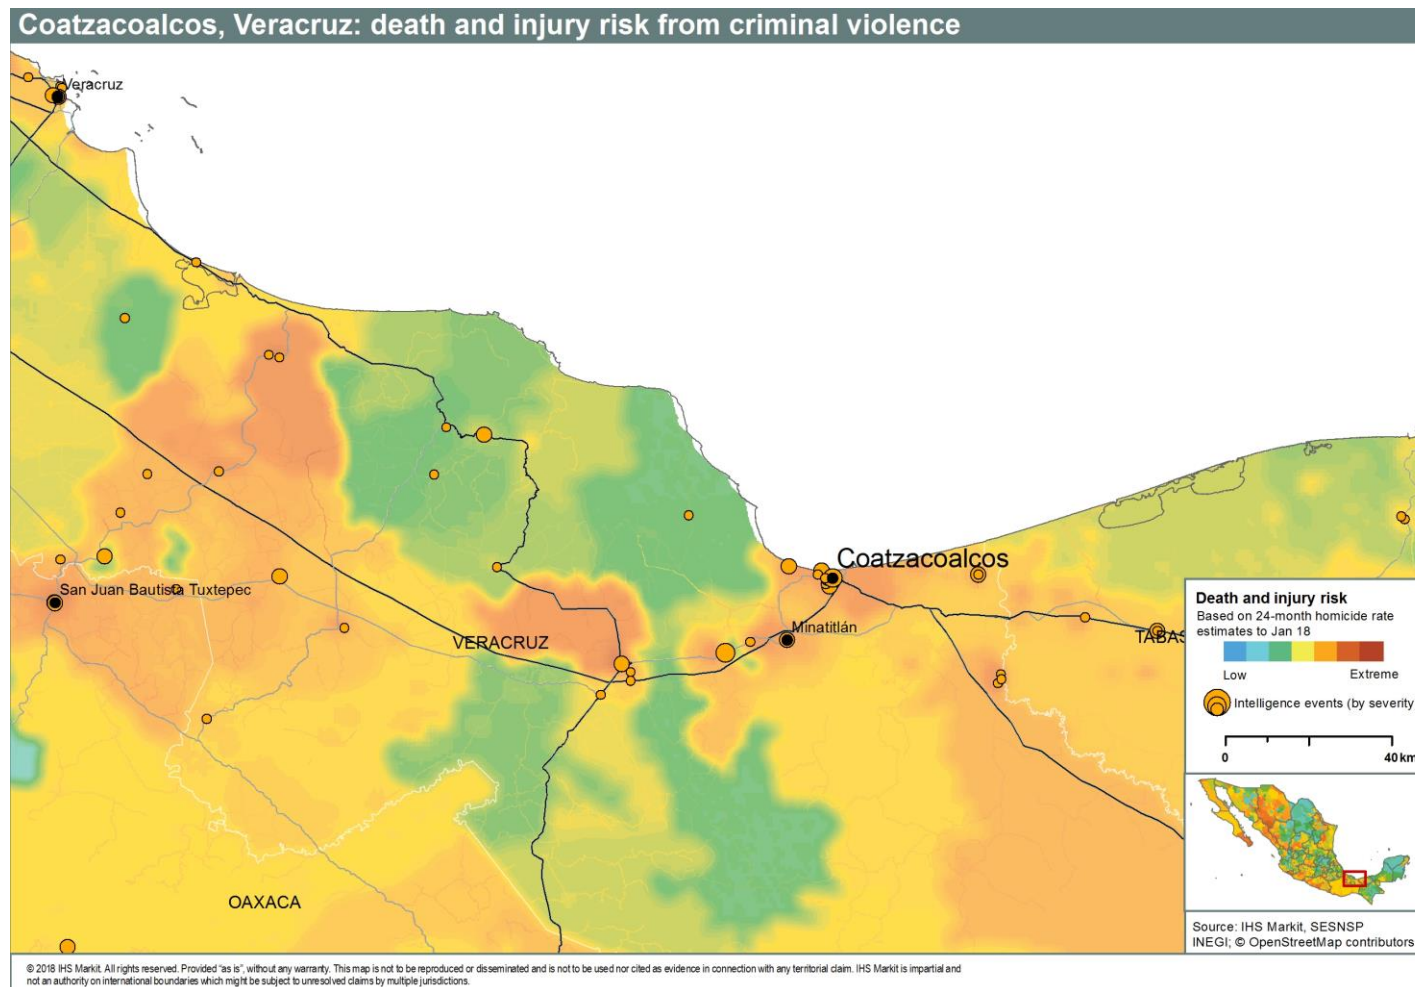 Coatzacoalcos, Veracruz: death and injury risk from criminal violence
Veracruz
Coatzacoalcos
San Juan Bautista Tuxtepec
Minatitlán
VERACRUZ
TABAS
OAXACA
Death and injury risk
Based on 24-month homicide rate
estimates to Jan 18
Low Extreme
Intelligence events (by severity
0 40 km
Source: IHS Markit, SESNSP
INEGI; © OpenStreetMap contributors
© 2018 IHS Markit. All rights reserved. Provided "as is", without any warranty. This map is not to be reproduced or disseminated and is not to be used nor cited as evidence in connection with any territorial claim. IHS Markit is impartial and
not an authority on international boundaries which might be subject to unresolved claims by multiple jurisdictions.